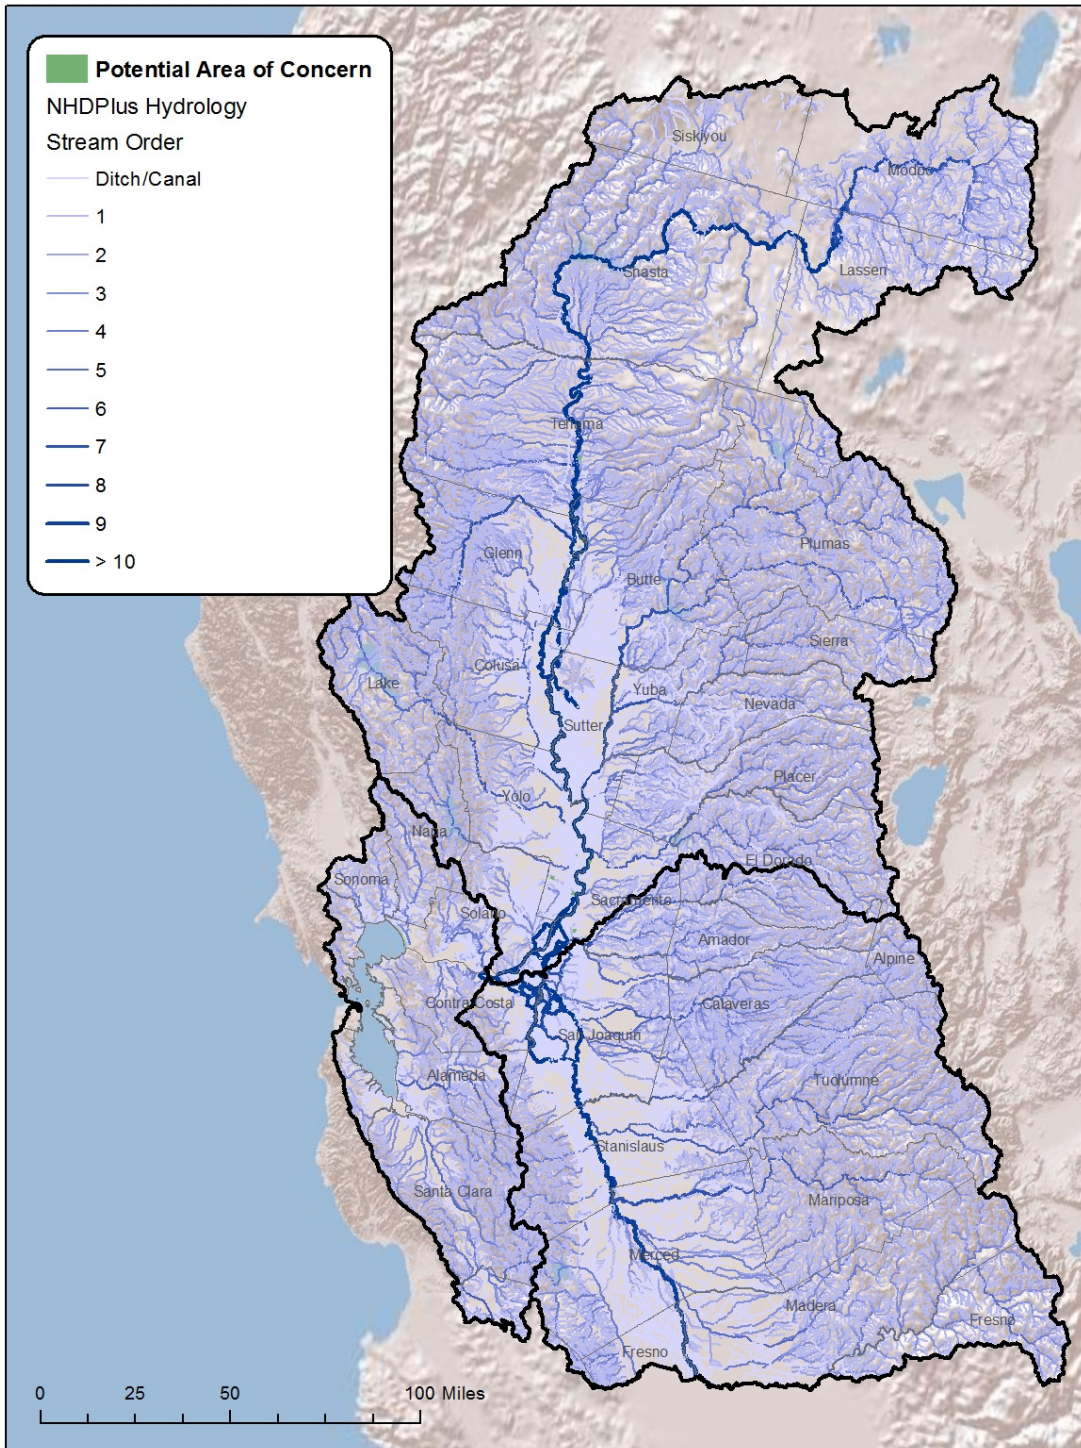 Potential Area of Concern
NHDPlus Hydrology
Stream Order
Ditch/Canal
1
2
3
4
5
6
7
8
9
> 10
Siskiyou
Modoc
Shasta
Lassen
Tehama
Glenn
Plumas
Butte
Sierra
Colusa
Lake
Yuba
Nevada
Sutter
Placer
Yolo
Napa
El Dorado
Sonoma
Sacramento
Solano
Amador
Alpine
Contra Costa
Calaveras
San Joaquin
Alameda
Tuolumne
Stanislaus
Santa Clara
Mariposa
Merced
Madera
Fresno
Fresno
0 25 50 100 Miles